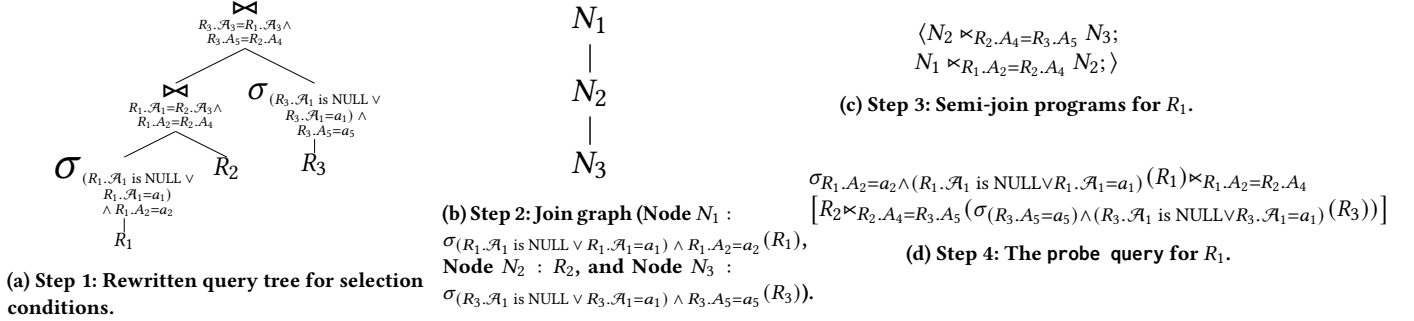 ⋈
R₃.𝒜₃=R₁.𝒜₃∧
R₃.A₅=R₂.A₄
⋈
R₁.𝒜₁=R₂.𝒜₃∧
R₁.A₂=R₂.A₄
σ(R₃.𝒜₁ is NULL ∨
R₃.𝒜₁=a₁) ∧
R₃.A₅=a₅
R₃
σ(R₁.𝒜₁ is NULL ∨
R₁.𝒜₁=a₁)
∧ R₁.A₂=a₂
R₂
R₁
(a) Step 1: Rewritten query tree for selection
conditions.
N₁
N₂
N₃
(b) Step 2: Join graph (Node N₁ :
σ(R₁.𝒜₁ is NULL ∨ R₁.𝒜₁=a₁) ∧ R₁.A₂=a₂(R₁),
Node N₂ : R₂, and Node N₃ :
σ(R₃.𝒜₁ is NULL ∨ R₃.𝒜₁=a₁) ∧ R₃.A₅=a₅(R₃)).
⟨N₂ ⋉R₂.A₄=R₃.A₅ N₃;
N₁ ⋉R₁.A₂=R₂.A₄ N₂;⟩
(c) Step 3: Semi-join programs for R₁.
σR₁.A₂=a₂∧(R₁.𝒜₁ is NULL∨R₁.𝒜₁=a₁)(R₁)⋉R₁.A₂=R₂.A₄
[R₂⋉R₂.A₄=R₃.A₅(σ(R₃.A₅=a₅)∧(R₃.𝒜₁ is NULL∨R₃.𝒜₁=a₁)(R₃))]
(d) Step 4: The probe query for R₁.